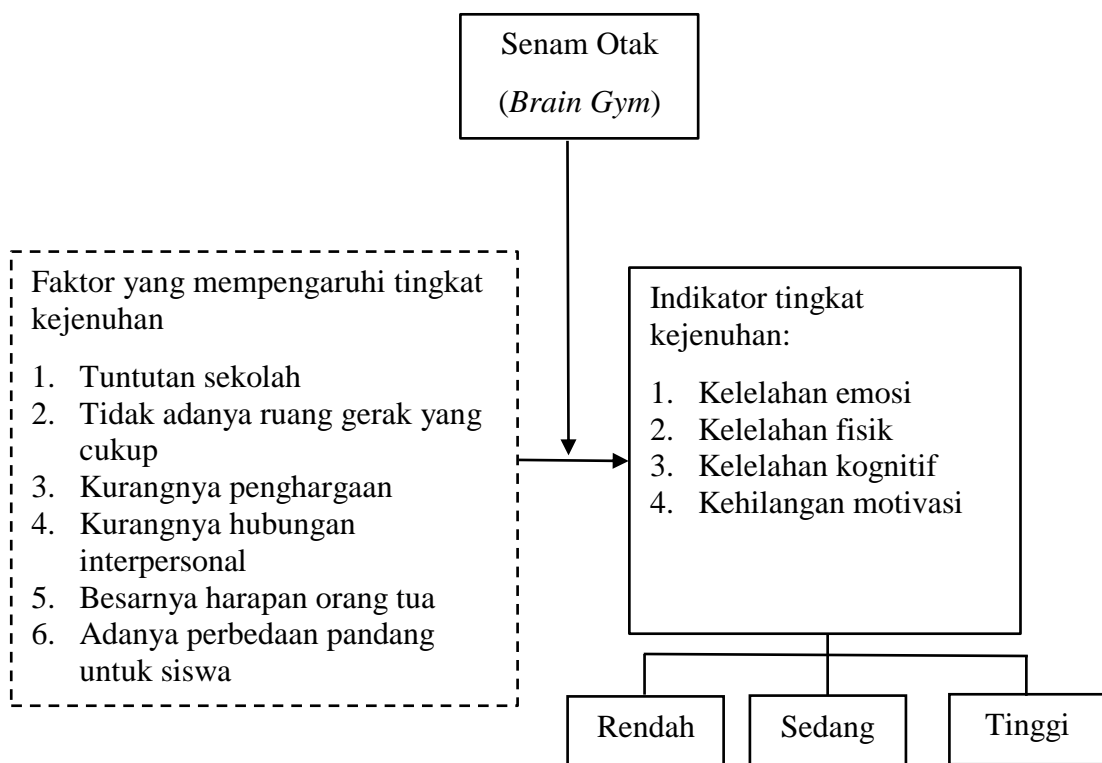 Senam Otak
(Brain Gym)
Faktor yang mempengaruhi tingkat
kejenuhan
1. Tuntutan sekolah
2. Tidak adanya ruang gerak yang
cukup
3. Kurangnya penghargaan
4. Kurangnya hubungan
interpersonal
5. Besarnya harapan orang tua
6. Adanya perbedaan pandang
untuk siswa
Indikator tingkat
kejenuhan:
1. Kelelahan emosi
2. Kelelahan fisik
3. Kelelahan kognitif
4. Kehilangan motivasi
Rendah
Sedang
Tinggi